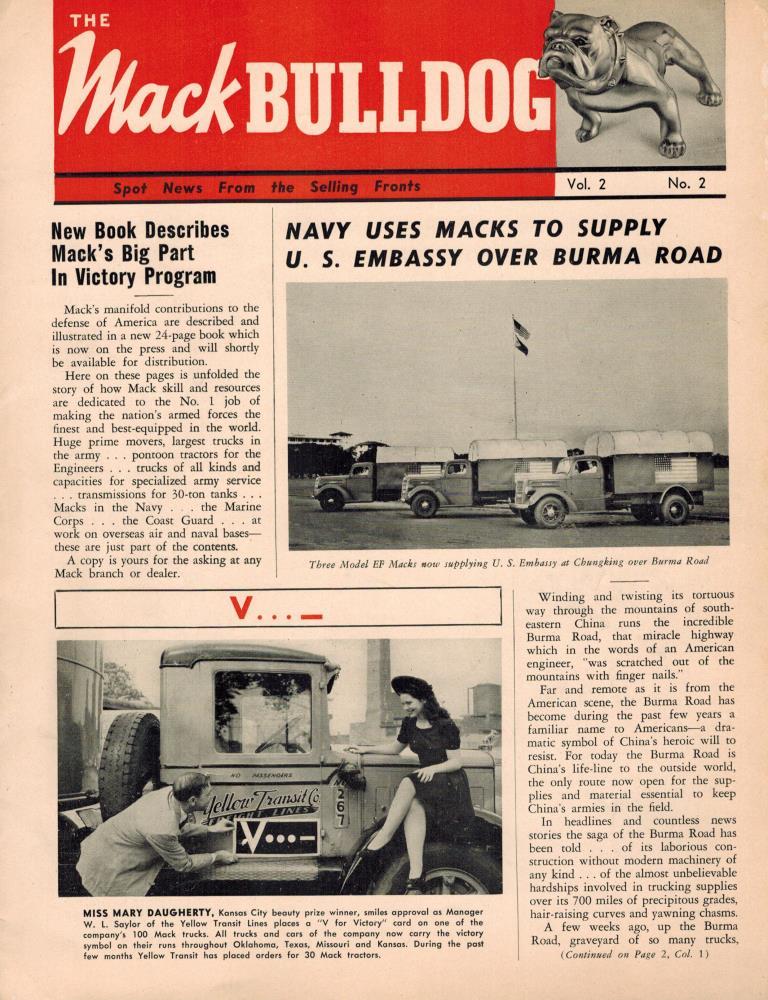 THE
Mack BULLDOG
Spot News From the Selling Fronts
Vol. 2 No. 2
New Book Describes
Mack's Big Part
In Victory Program
Mack's manifold contributions to the
defense of America are described and
illustrated in a new 24-page book which
is now on the press and will shortly
be available for distribution.
Here on these pages is unfolded the
story of how Mack skill and resources
are dedicated to the No. 1 job of
making the nation's armed forces the
finest and best-equipped in the world.
Huge prime movers, largest trucks in
the army . . . pontoon tractors for the
Engineers . . . trucks of all kinds and
capacities for specialized army service
. . . transmissions for 30-ton tanks . . .
Macks in the Navy . . . the Marine
Corps . . . the Coast Guard . . . at
work on overseas air and naval bases—
these are just part of the contents.
A copy is yours for the asking at any
Mack branch or dealer.
NAVY USES MACKS TO SUPPLY
U. S. EMBASSY OVER BURMA ROAD
Three Model EF Macks now supplying U. S. Embassy at Chungking over Burma Road
V...—
NO PASSENGERS
Yellow Transit Co.
FREIGHT LINES
267
V...—
MISS MARY DAUGHERTY, Kansas City beauty prize winner, smiles approval as Manager
W. L. Saylor of the Yellow Transit Lines places a "V for Victory" card on one of the
company's 100 Mack trucks. All trucks and cars of the company now carry the victory
symbol on their runs throughout Oklahoma, Texas, Missouri and Kansas. During the past
few months Yellow Transit has placed orders for 30 Mack tractors.
Winding and twisting its tortuous
way through the mountains of south-
eastern China runs the incredible
Burma Road, that miracle highway
which in the words of an American
engineer, "was scratched out of the
mountains with finger nails."
Far and remote as it is from the
American scene, the Burma Road has
become during the past few years a
familiar name to Americans—a dra-
matic symbol of China's heroic will to
resist. For today the Burma Road is
China's life-line to the outside world,
the only route now open for the sup-
plies and material essential to keep
China's armies in the field.
In headlines and countless news
stories the saga of the Burma Road has
been told . . . of its laborious con-
struction without modern machinery of
any kind . . . of the almost unbelievable
hardships involved in trucking supplies
over its 700 miles of precipitous grades,
hair-raising curves and yawning chasms.
A few weeks ago, up the Burma
Road, graveyard of so many trucks,
(Continued on Page 2, Col. 1)